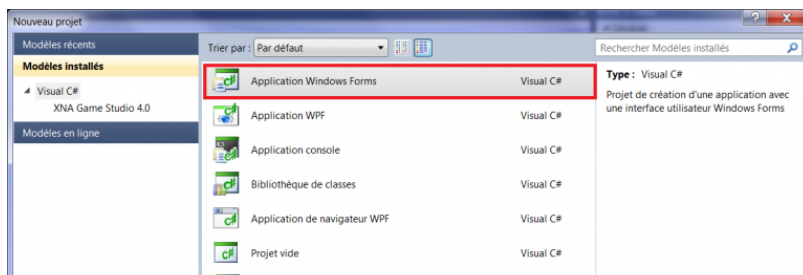 Nouveau projet
Modèles récents
Trier par : Par défaut
Rechercher Modèles installés
Modèles installés
Visual C#
XNA Game Studio 4.0
Modèles en ligne
Application Windows Forms Visual C#
Application WPF Visual C#
Application console Visual C#
Bibliothèque de classes Visual C#
Application de navigateur WPF Visual C#
Projet vide Visual C#
Type : Visual C#
Projet de création d'une application avec
une interface utilisateur Windows Forms